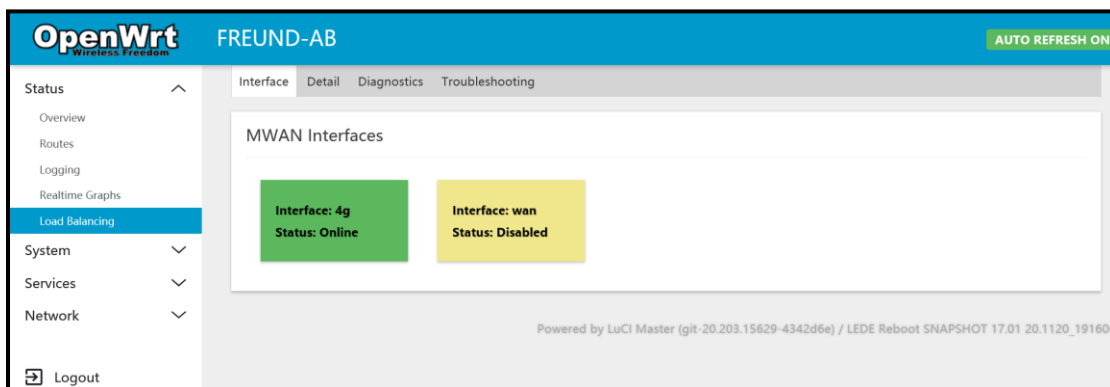 OpenWrt
Wireless Freedom
FREUND-AB
AUTO REFRESH ON
Status
Overview
Routes
Logging
Realtime Graphs
Load Balancing
System
Services
Network
Logout
Interface Detail Diagnostics Troubleshooting
MWAN Interfaces
Interface: 4g
Status: Online
Interface: wan
Status: Disabled
Powered by LuCI Master (git-20.203.15629-4342d6e) / LEDE Reboot SNAPSHOT 17.01 20.1120_19160